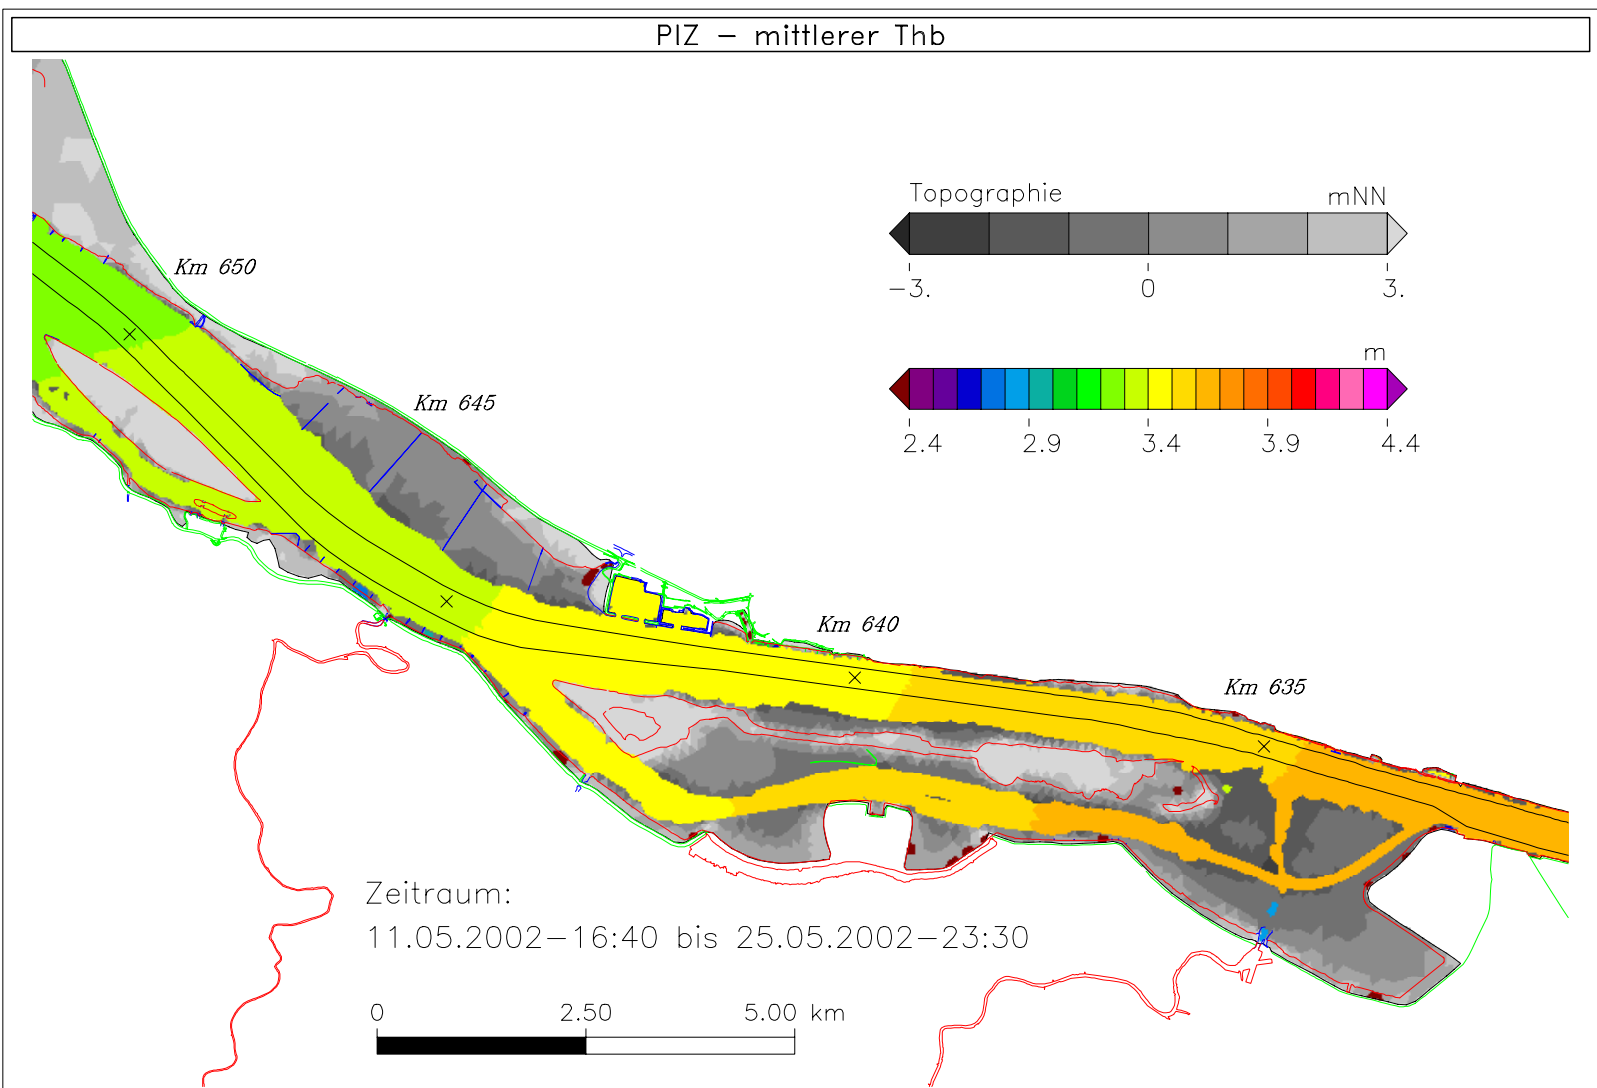 PIZ – mittlerer Thb
Topographie mNN
−3. 0 3.
Km 650
m
2.4 2.9 3.4 3.9 4.4
Km 645
Km 640
Km 635
Zeitraum:
11.05.2002−16:40 bis 25.05.2002−23:30
0 2.50 5.00 km